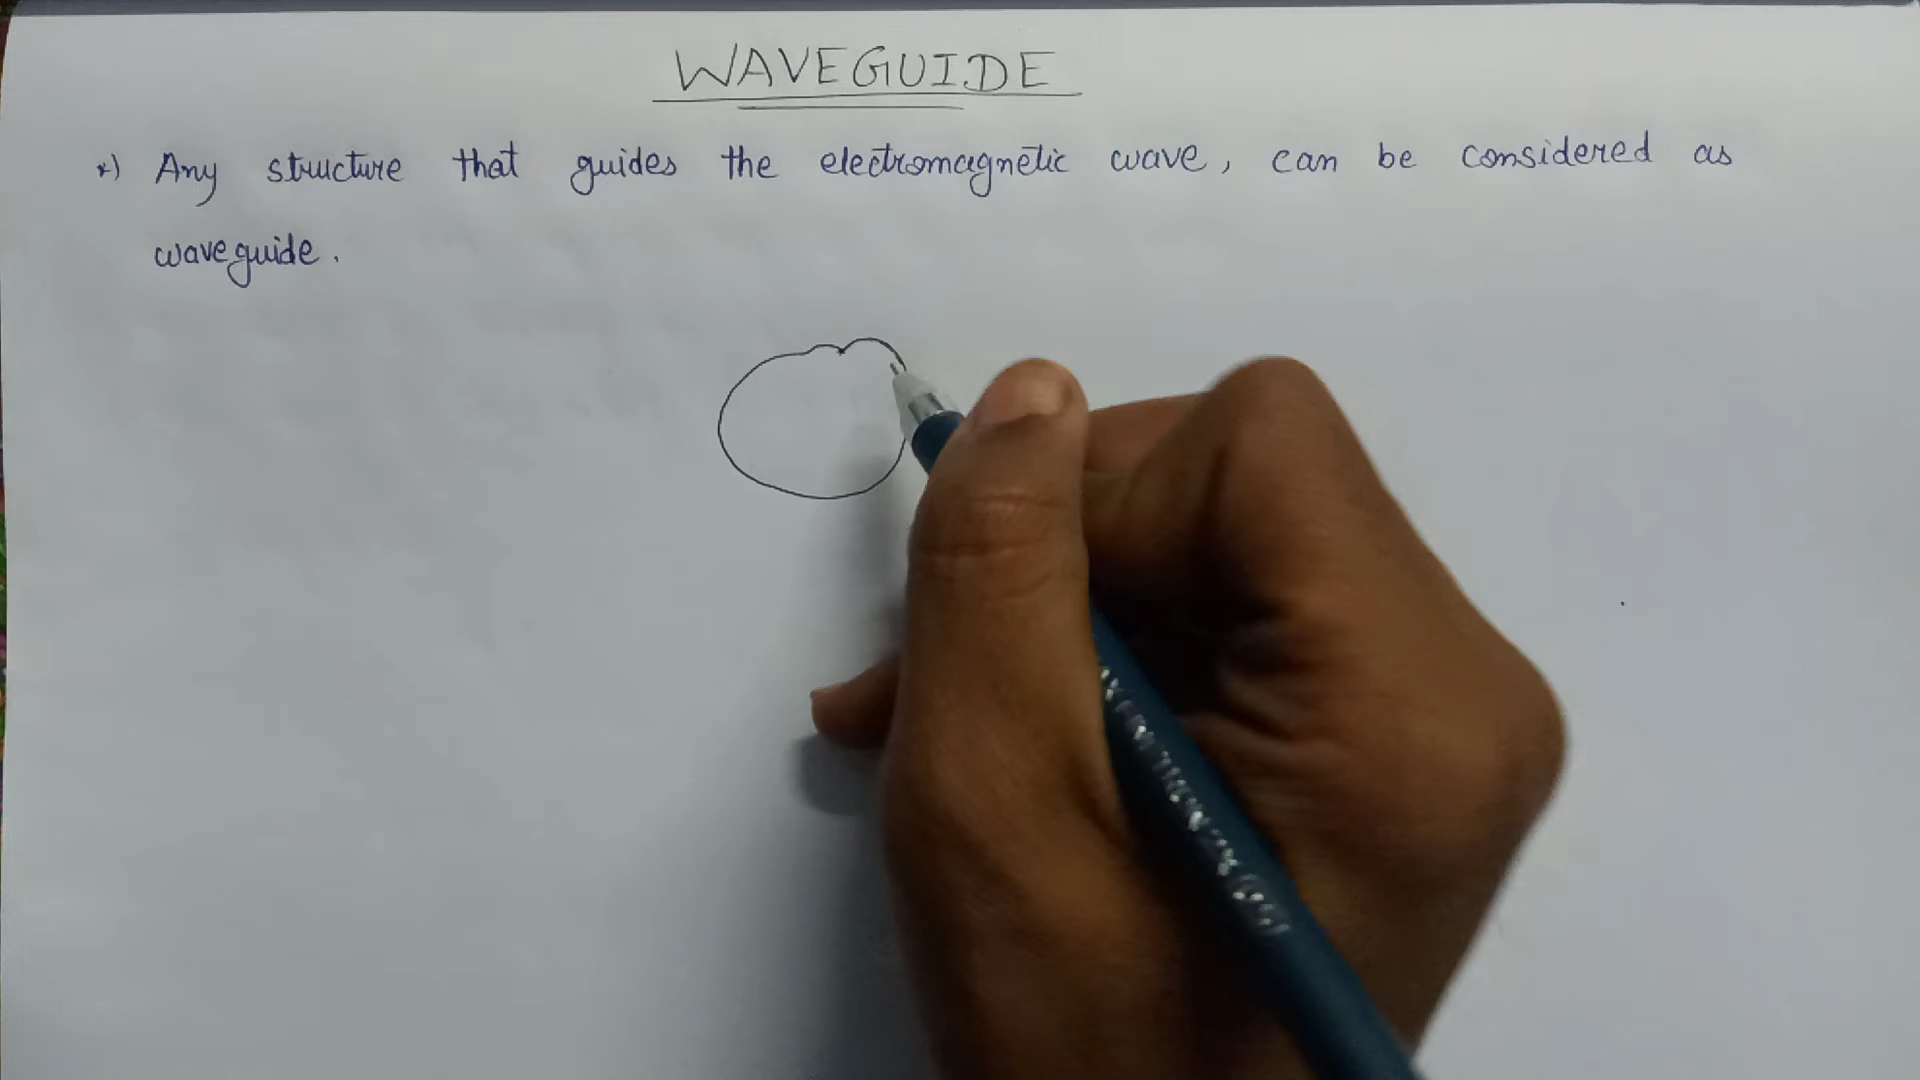 WAVEGUIDE
*) Any structure that guides the electromagnetic wave, can be considered as
waveguide.